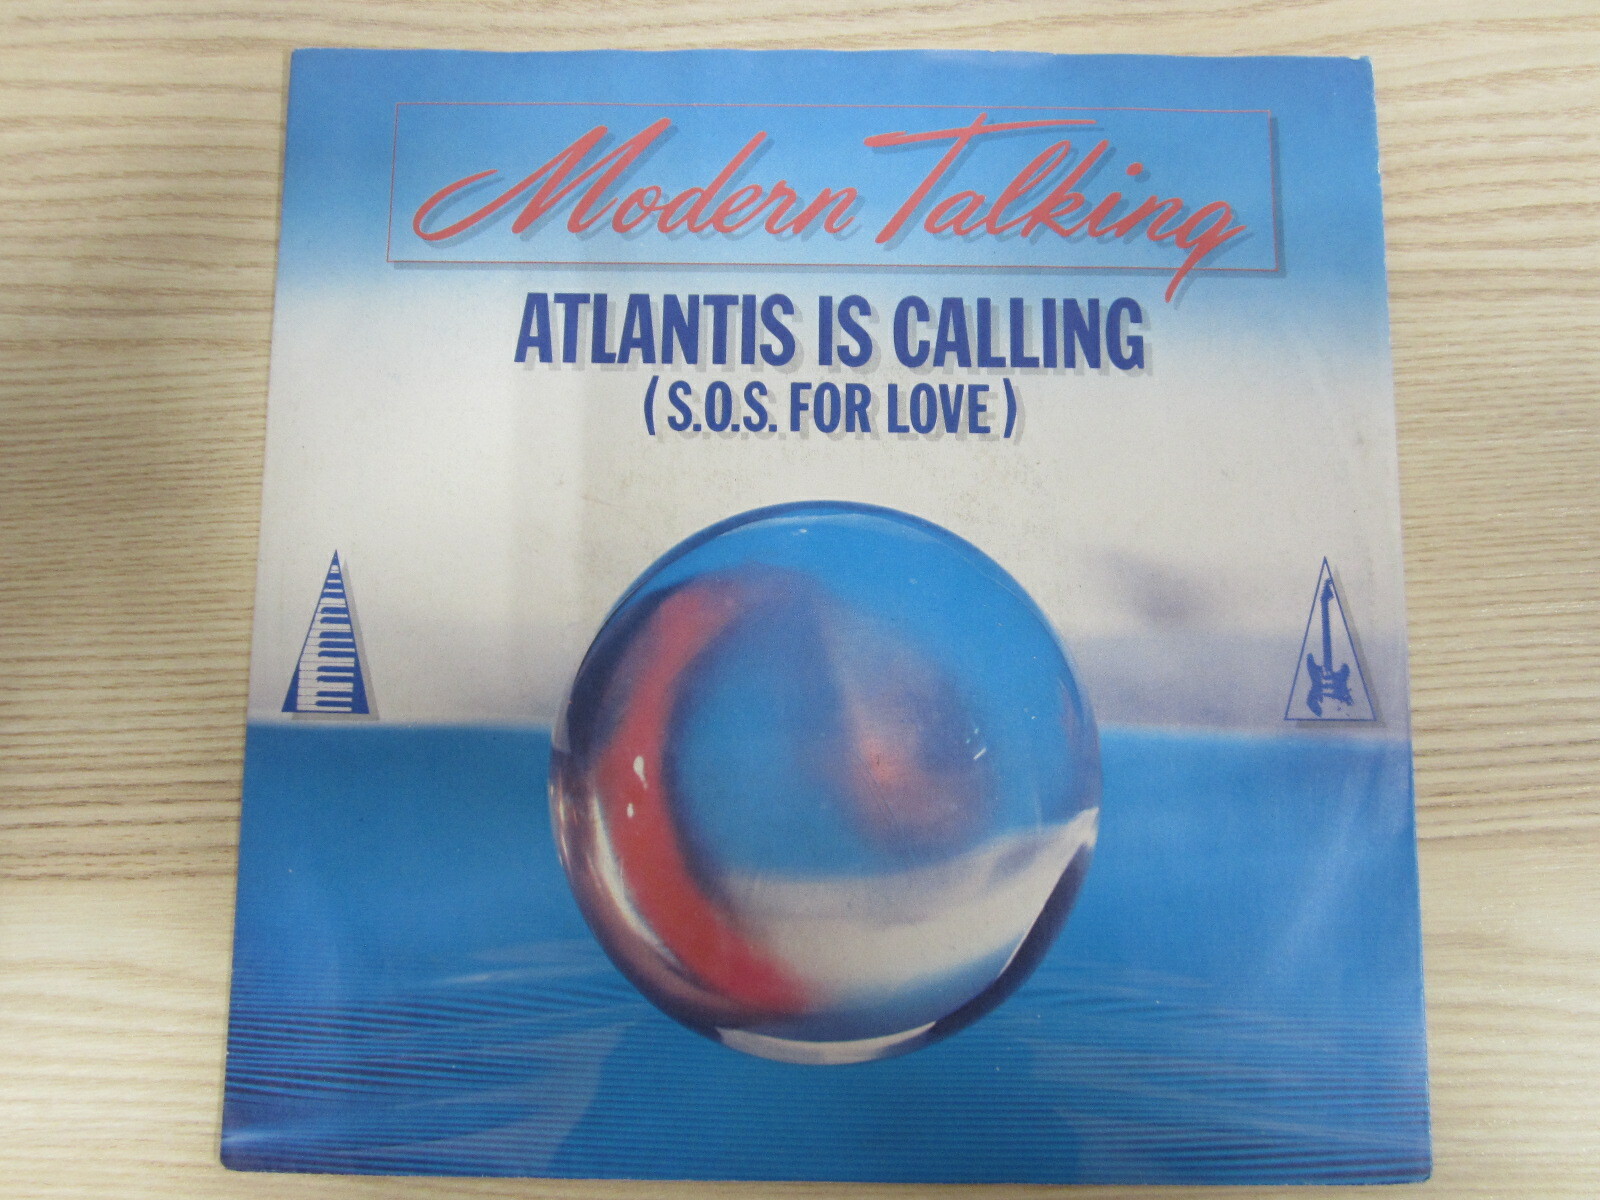 Modern Talking
ATLANTIS IS CALLING
(S.O.S. FOR LOVE)